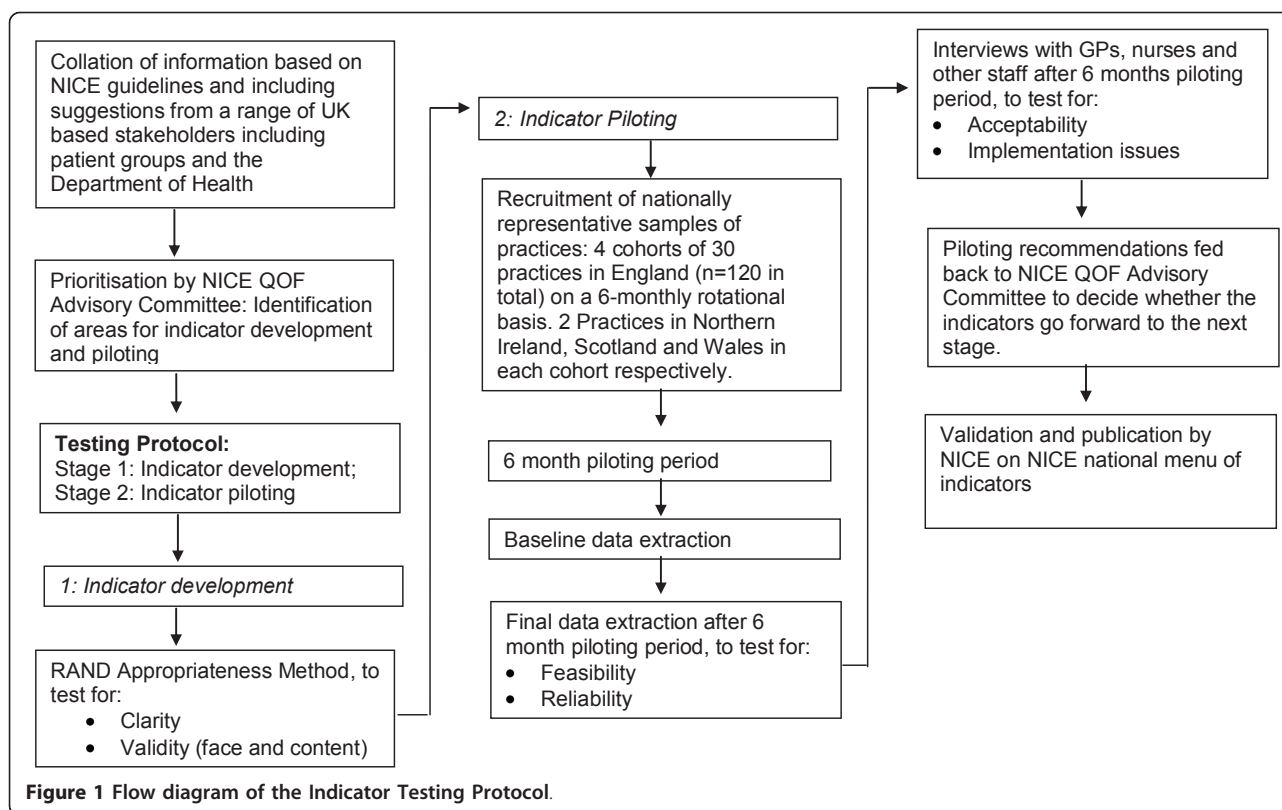 Collation of information based on
NICE guidelines and including
suggestions from a range of UK
based stakeholders including
patient groups and the
Department of Health
Prioritisation by NICE QOF
Advisory Committee: Identification
of areas for indicator development
and piloting
Testing Protocol:
Stage 1: Indicator development;
Stage 2: Indicator piloting
1: Indicator development
RAND Appropriateness Method, to
test for:
• Clarity
• Validity (face and content)
2: Indicator Piloting
Recruitment of nationally
representative samples of
practices: 4 cohorts of 30
practices in England (n=120 in
total) on a 6-monthly rotational
basis. 2 Practices in Northern
Ireland, Scotland and Wales in
each cohort respectively.
6 month piloting period
Baseline data extraction
Final data extraction after 6
month piloting period, to test for:
• Feasibility
• Reliability
Interviews with GPs, nurses and
other staff after 6 months piloting
period, to test for:
• Acceptability
• Implementation issues
Piloting recommendations fed
back to NICE QOF Advisory
Committee to decide whether the
indicators go forward to the next
stage.
Validation and publication by
NICE on NICE national menu of
indicators
Figure 1 Flow diagram of the Indicator Testing Protocol.